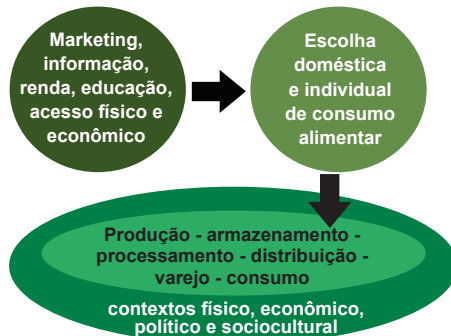 Marketing,
informação,
renda, educação,
acesso físico e
econômico
Escolha
doméstica
e individual
de consumo
alimentar
Produção - armazenamento -
processamento - distribuição -
varejo - consumo
contextos físico, econômico,
político e sociocultural